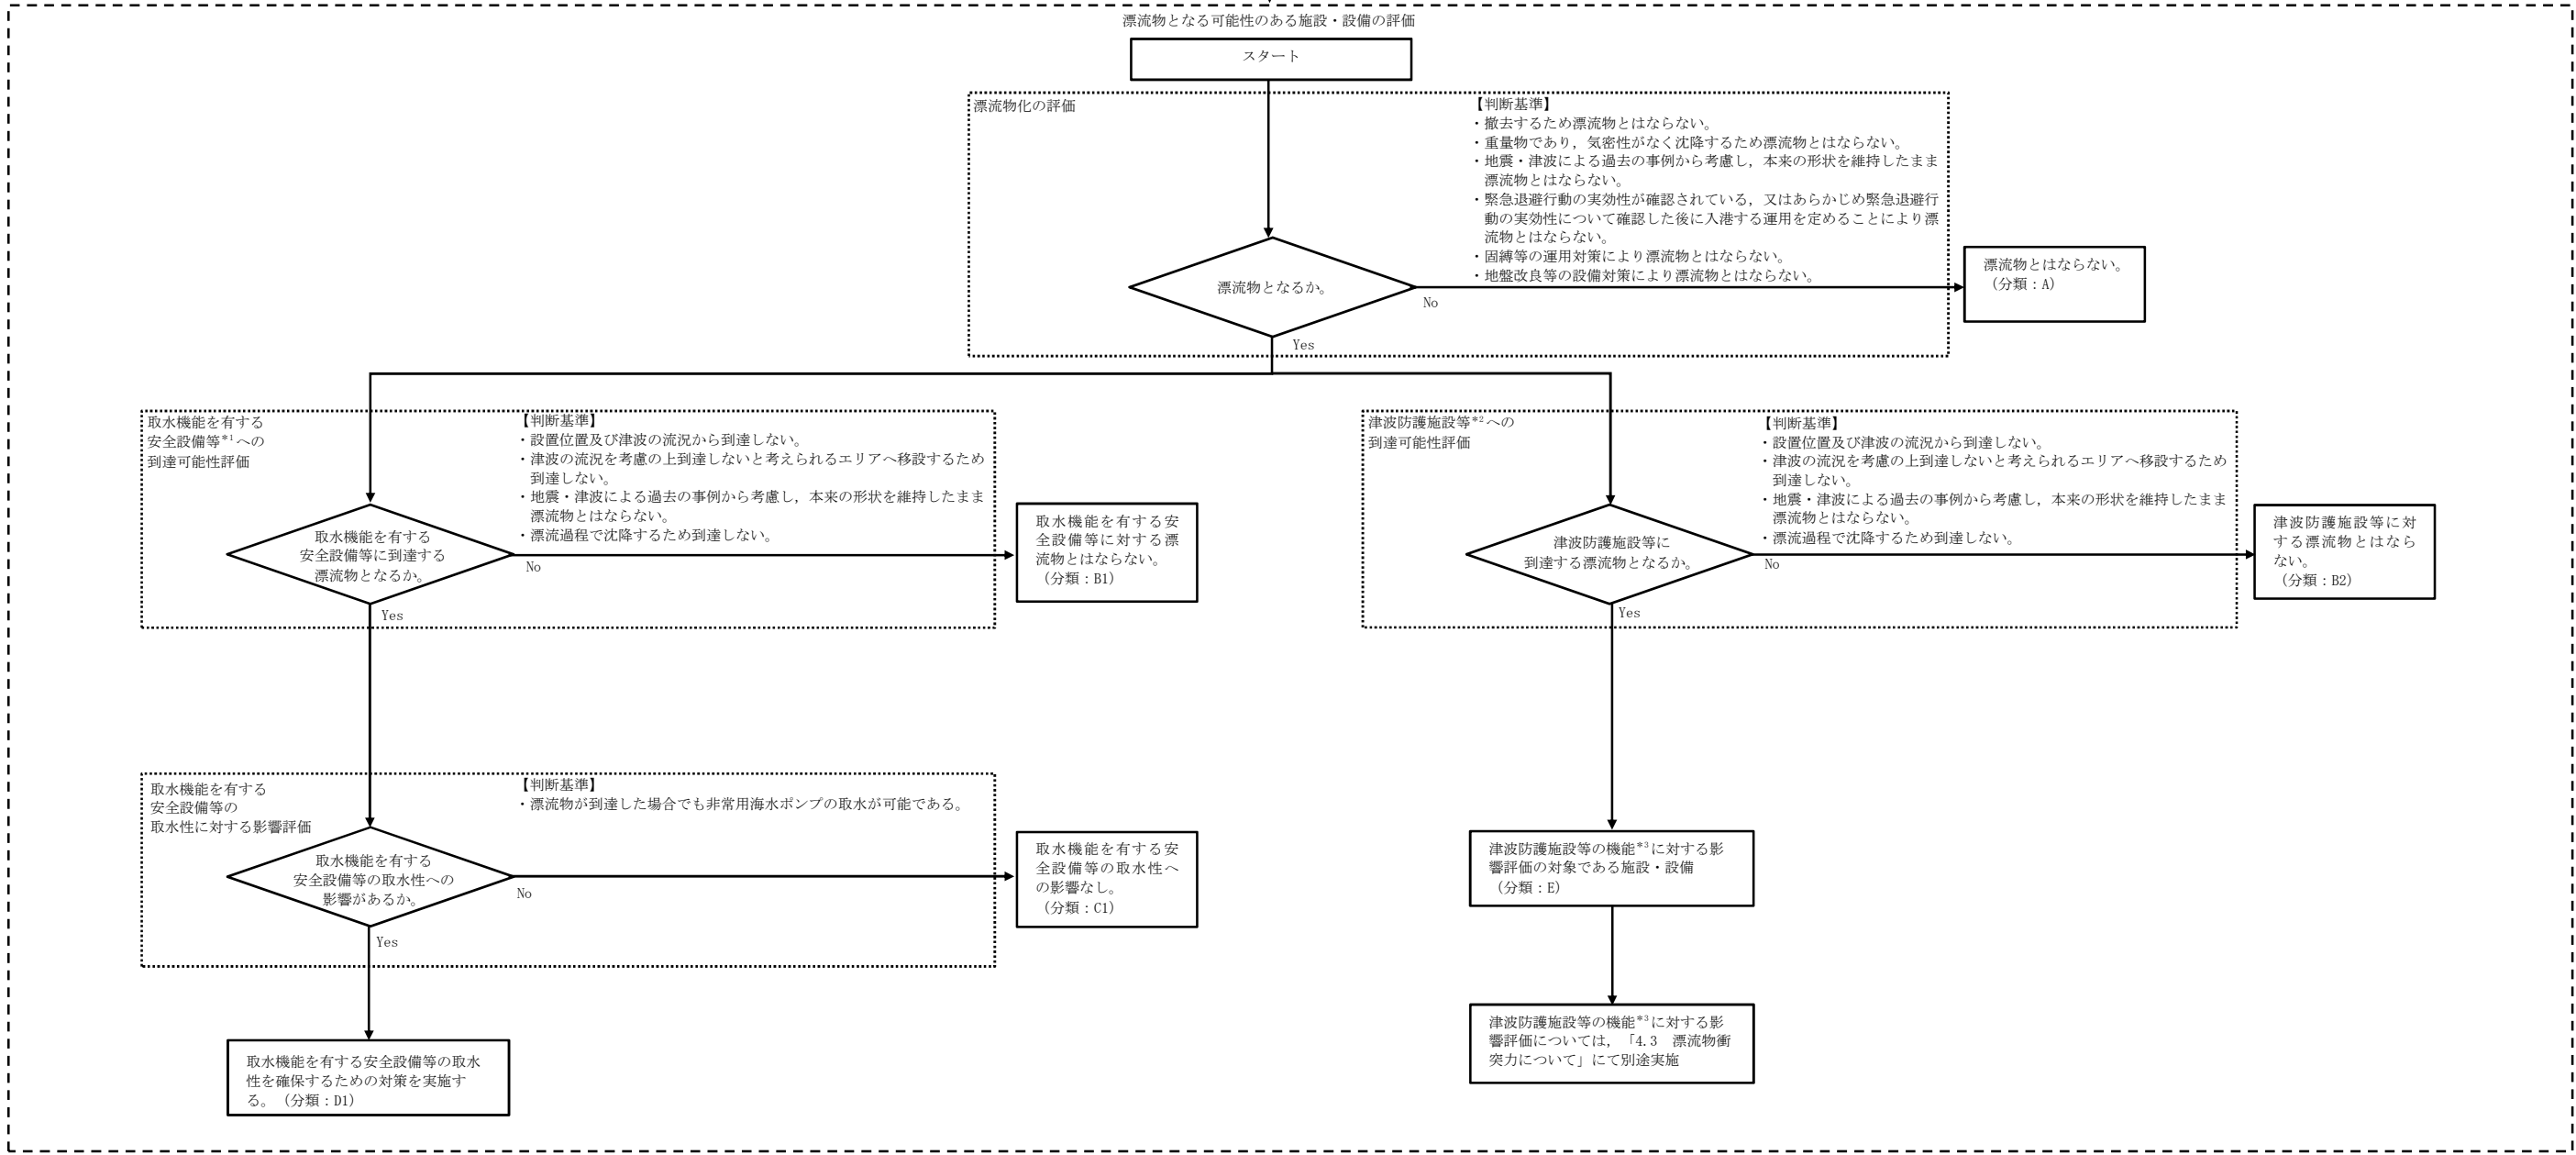 漂流物となる可能性のある施設・設備の評価
スタート
漂流物化の評価
【判断基準】
・撤去するため漂流物とはならない。
・重量物であり，気密性がなく沈降するため漂流物とはならない。
・地震・津波による過去の事例から考慮し，本来の形状を維持したまま
漂流物とはならない。
・緊急退避行動の実効性が確認されている，又はあらかじめ緊急退避行
動の実効性について確認した後に入港する運用を定めることにより漂
流物とはならない。
・固縛等の運用対策により漂流物とはならない。
・地盤改良等の設備対策により漂流物とはならない。
漂流物となるか。
No
Yes
漂流物とはならない。
（分類：A）
取水機能を有する
安全設備等*1への
到達可能性評価
【判断基準】
・設置位置及び津波の流況から到達しない。
・津波の流況を考慮の上到達しないと考えられるエリアへ移設するため
到達しない。
・地震・津波による過去の事例から考慮し，本来の形状を維持したまま
漂流物とはならない。
・漂流過程で沈降するため到達しない。
取水機能を有する
安全設備等に到達する
漂流物となるか。
No
Yes
取水機能を有する安
全設備等に対する漂
流物とはならない。
（分類：B1）
津波防護施設等*2への
到達可能性評価
【判断基準】
・設置位置及び津波の流況から到達しない。
・津波の流況を考慮の上到達しないと考えられるエリアへ移設するため
到達しない。
・地震・津波による過去の事例から考慮し，本来の形状を維持したまま
漂流物とはならない。
・漂流過程で沈降するため到達しない。
津波防護施設等に
到達する漂流物となるか。
No
Yes
津波防護施設等に対
する漂流物とはなら
ない。
（分類：B2）
取水機能を有する
安全設備等の
取水性に対する影響評価
【判断基準】
・漂流物が到達した場合でも非常用海水ポンプの取水が可能である。
取水機能を有する
安全設備等の取水性への
影響があるか。
No
Yes
取水機能を有する安
全設備等の取水性へ
の影響なし。
（分類：C1）
津波防護施設等の機能*3に対する影
響評価の対象である施設・設備
（分類：E）
取水機能を有する安全設備等の取水
性を確保するための対策を実施す
る。（分類：D1）
津波防護施設等の機能*3に対する影
響評価については，「4.3　漂流物衝
突力について」にて別途実施